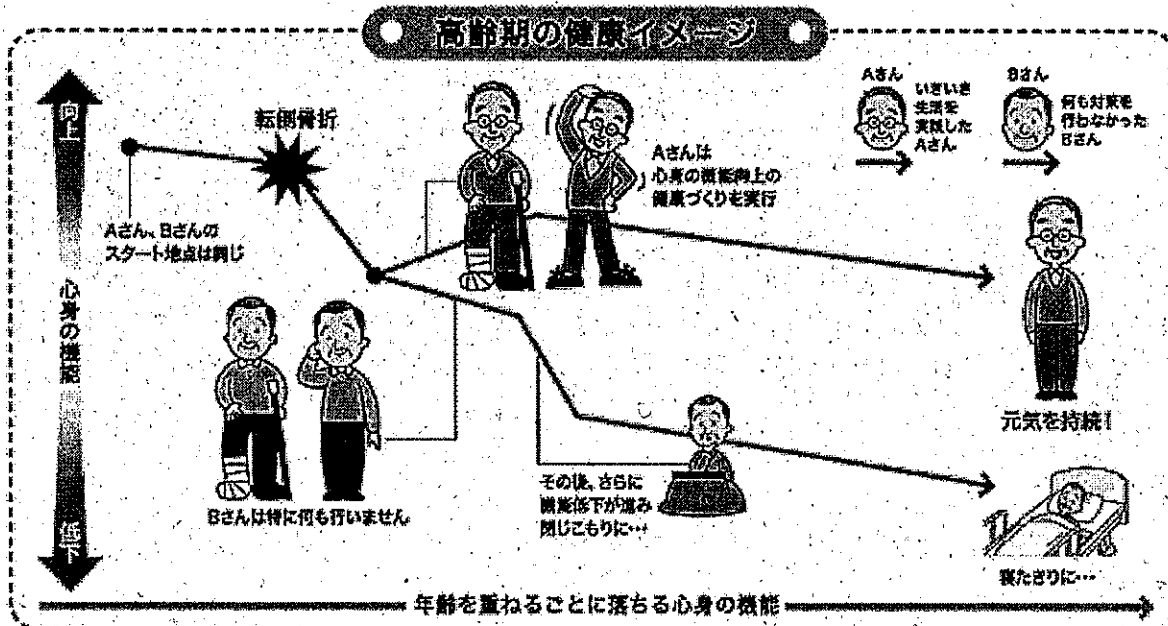 高齢期の健康イメージ
向上
心身の機能
低下
転倒骨折
Aさん、Bさんの
スタート地点は同じ
Aさんは
心身の機能向上の
健康づくりを実行
Aさん
いきいき
生活を
実践した
Aさん
Bさん
何も対策を
行わなかった
Bさん
元気を持続!
Bさんは特に何も行いません
その後、さらに
機能低下が進み
閉じこもりに…
寝たきりに…
年齢を重ねるごとに落ちる心身の機能